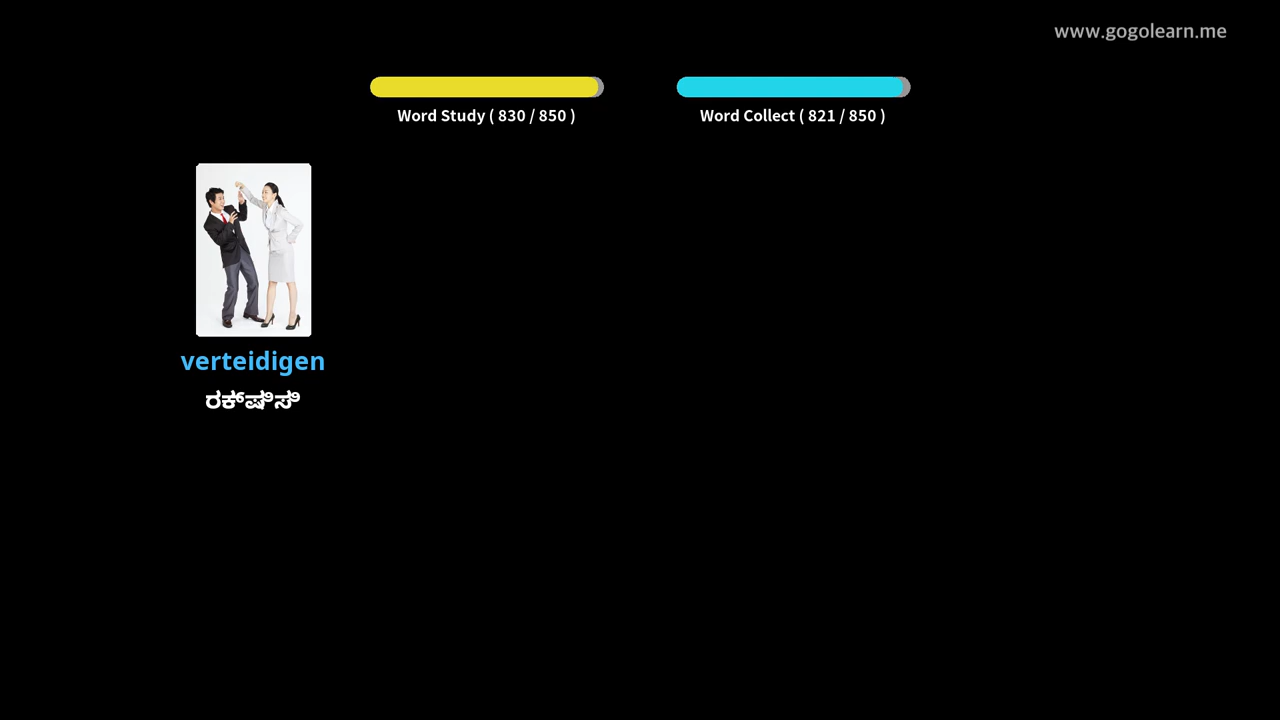 www.gogolearn.me
Word Study ( 830 / 850 )
Word Collect ( 821 / 850 )
verteidigen
ರಕ್ಷಿಸಿ